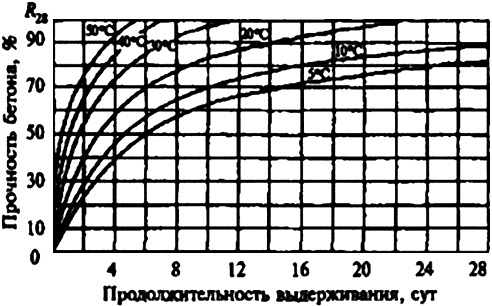 R28
Прочность бетона, %
90
70
50
30
10
0
50°C
40°C
30°C
20°C
10°C
5°C
4
8
12
16
20
24
28
Продолжительность выдерживания, сут